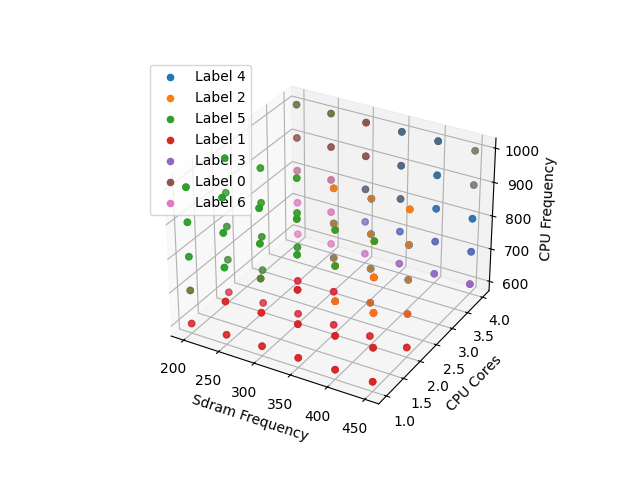 Label 4
Label 2
Label 5
Label 1
Label 3
Label 0
Label 6
1000
900
800
700
600
CPU Frequency
4.0
3.5
3.0
2.5
2.0
1.5
1.0
CPU Cores
200
250
300
350
400
450
Sdram Frequency